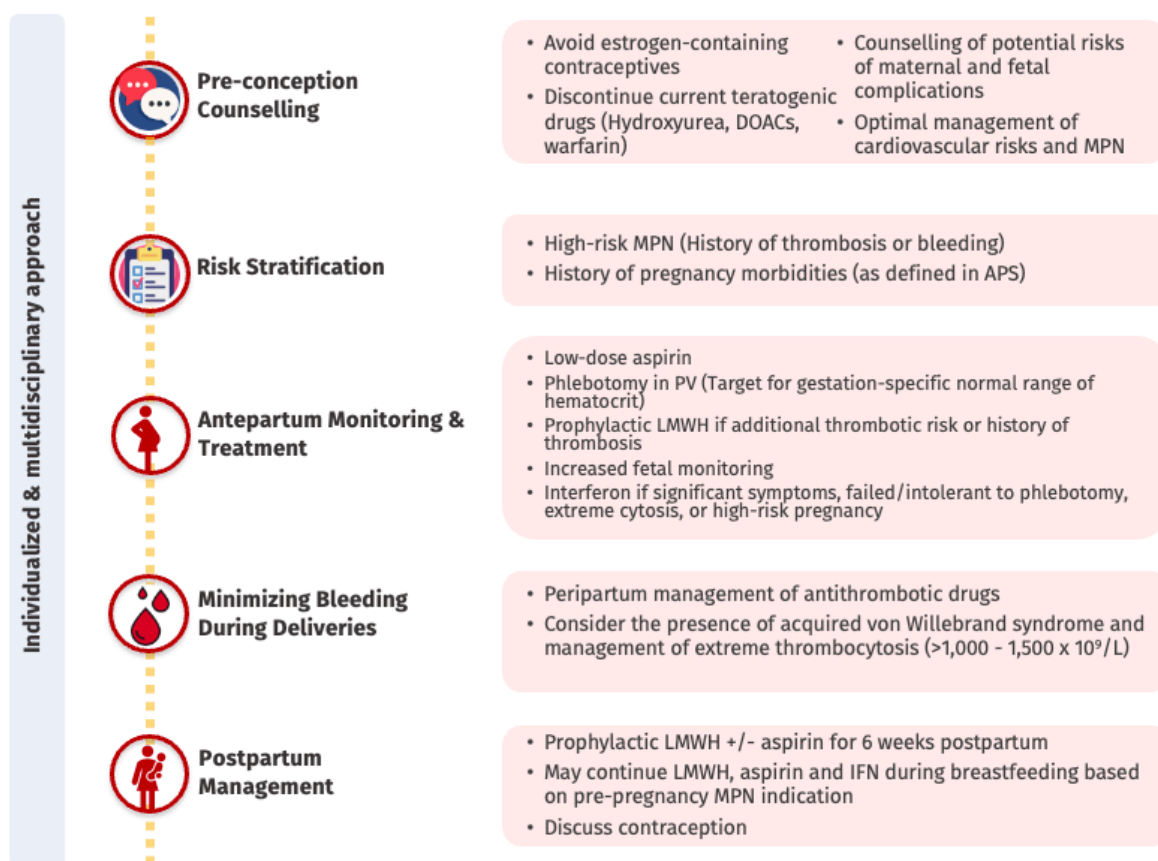 Individualized & multidisciplinary approach
Pre-conception
Counselling
• Avoid estrogen-containing
contraceptives
• Discontinue current teratogenic
drugs (Hydroxyurea, DOACs,
warfarin)
• Counselling of potential risks
of maternal and fetal
complications
• Optimal management of
cardiovascular risks and MPN
Risk Stratification
• High-risk MPN (History of thrombosis or bleeding)
• History of pregnancy morbidities (as defined in APS)
Antepartum Monitoring &
Treatment
• Low-dose aspirin
• Phlebotomy in PV (Target for gestation-specific normal range of
hematocrit)
• Prophylactic LMWH if additional thrombotic risk or history of
thrombosis
• Increased fetal monitoring
• Interferon if significant symptoms, failed/intolerant to phlebotomy,
extreme cytosis, or high-risk pregnancy
Minimizing Bleeding
During Deliveries
• Peripartum management of antithrombotic drugs
• Consider the presence of acquired von Willebrand syndrome and
management of extreme thrombocytosis (>1,000 - 1,500 x 10⁹/L)
Postpartum
Management
• Prophylactic LMWH +/- aspirin for 6 weeks postpartum
• May continue LMWH, aspirin and IFN during breastfeeding based
on pre-pregnancy MPN indication
• Discuss contraception